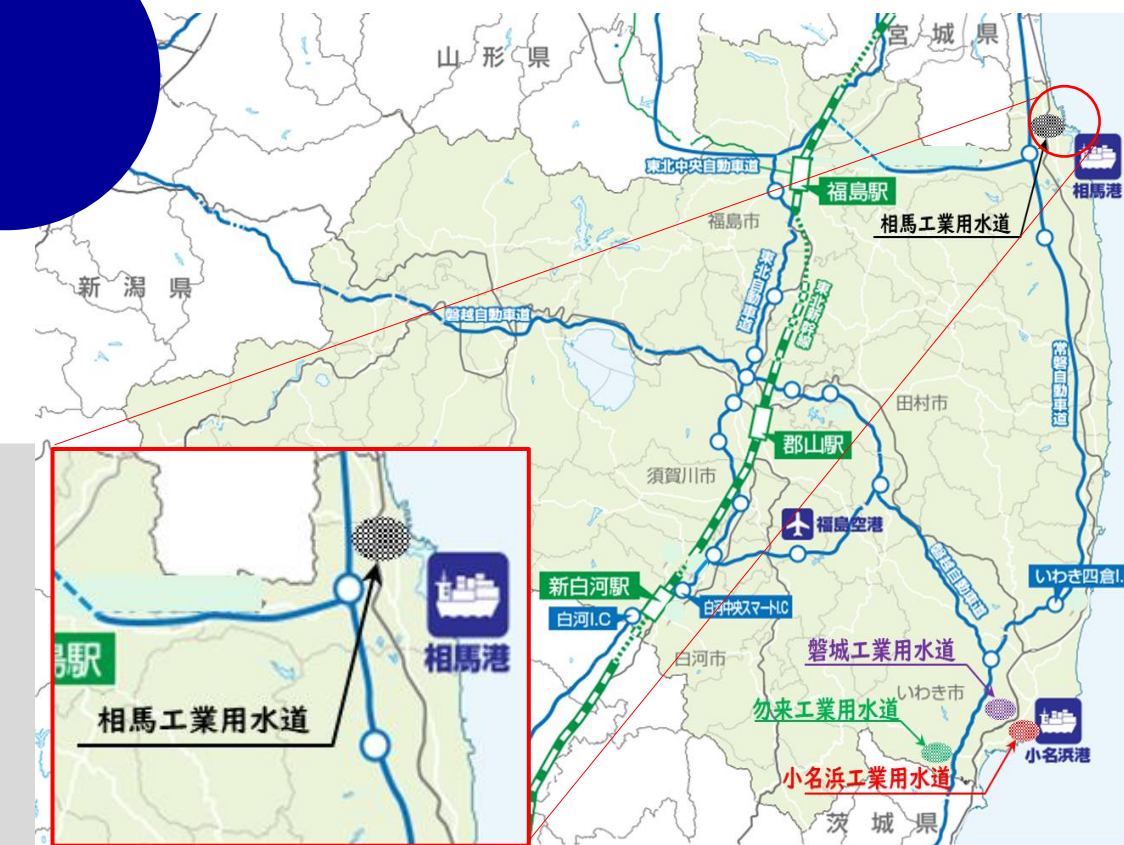 山形県
宮城県
相馬港
東北中央自動車道
福島駅
相馬工業用水道
福島市
新潟県
東北自動車道
東北新幹線
磐越自動車道
常磐自動車道
田村市
郡山駅
須賀川市
福島空港
磐越自動車道
いわき四倉I.
新白河駅
白河I.C
白河中央スマートI.C
白河市
磐城工業用水道
いわき市
勿来工業用水道
小名浜港
小名浜工業用水道
茨城県
島駅
相馬港
相馬工業用水道